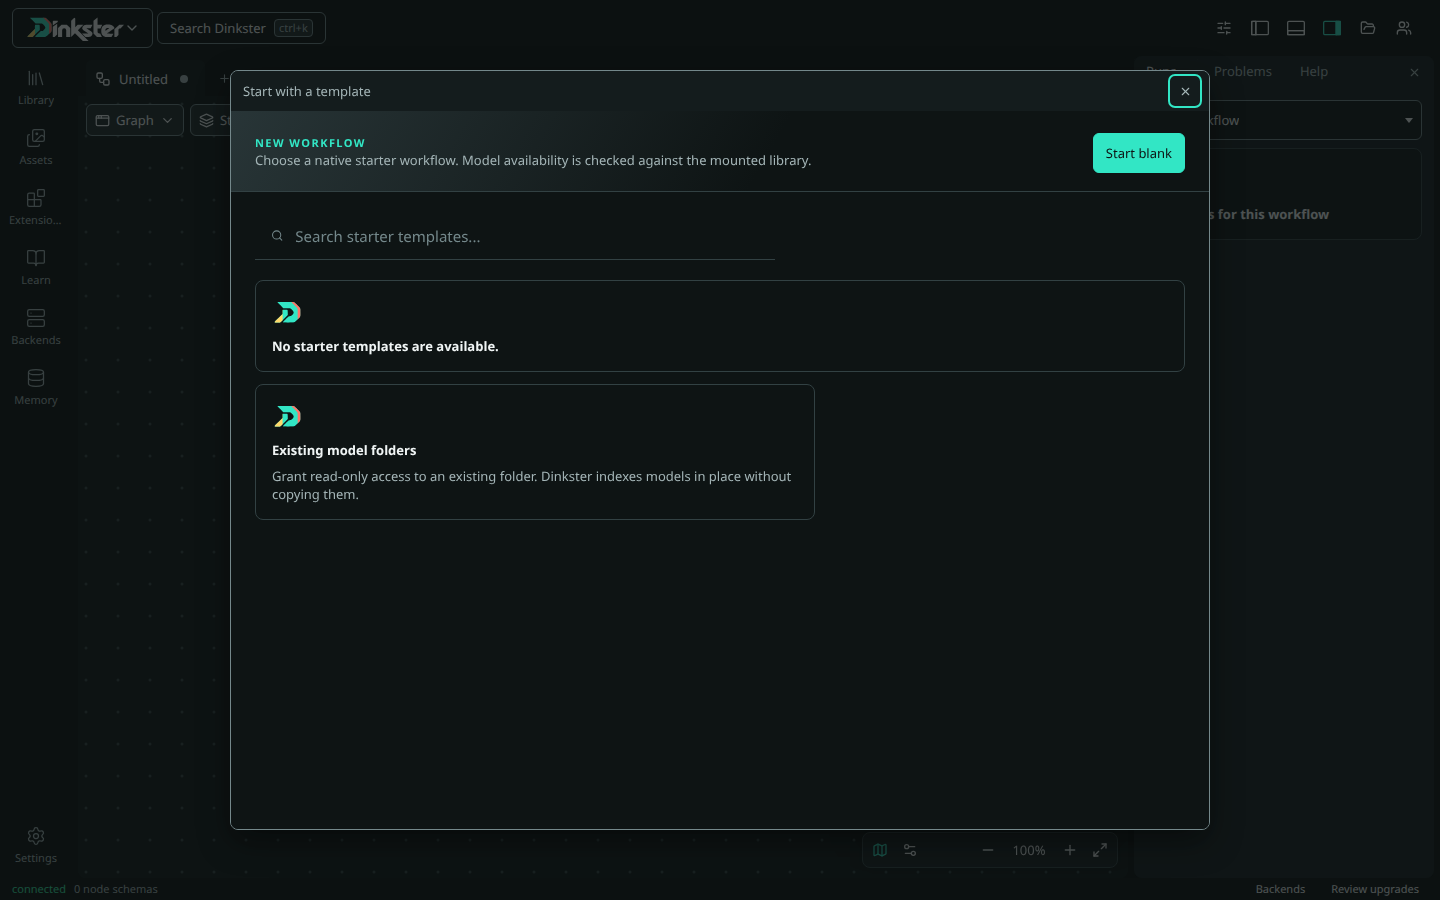 Dinkster
Search Dinkster ctrl+k
Library
Assets
Extensio...
Learn
Backends
Memory
Settings
Untitled
Graph
Problems
Help
Start with a template
NEW WORKFLOW
Choose a native starter workflow. Model availability is checked against the mounted library.
Start blank
Search starter templates...
No starter templates are available.
Existing model folders
Grant read-only access to an existing folder. Dinkster indexes models in place without
copying them.
for this workflow
100%
connected 0 node schemas
Backends
Review upgrades